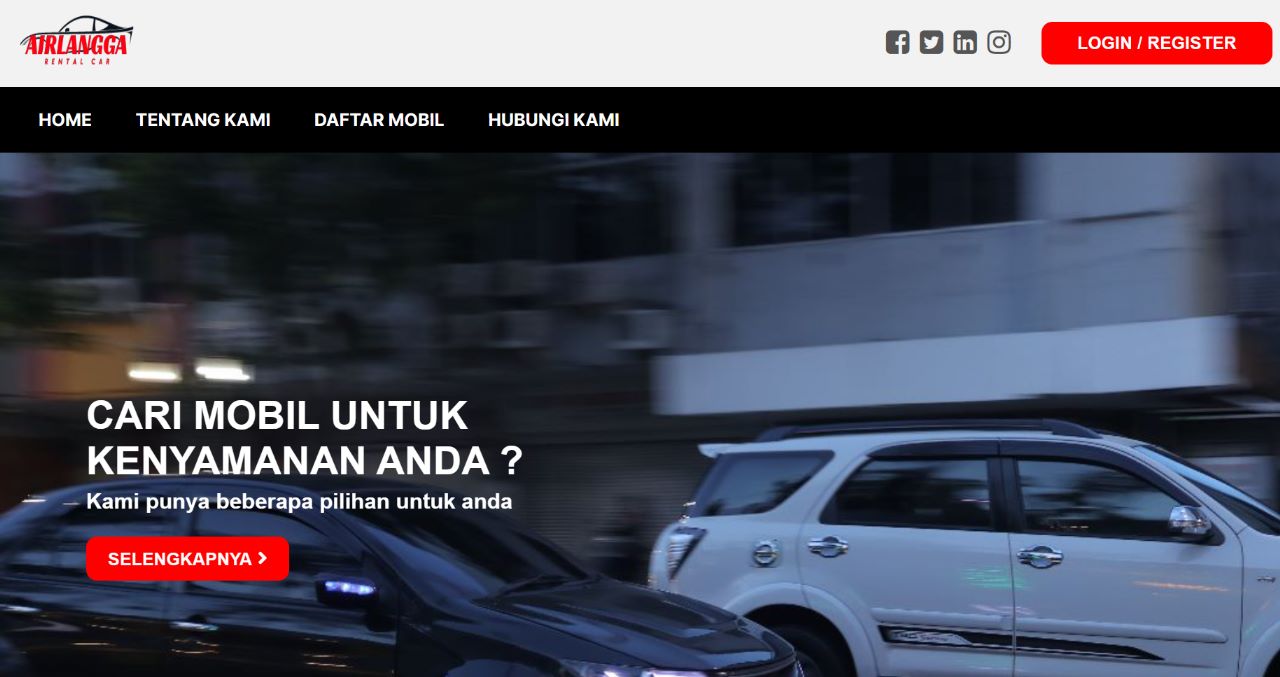 AIRLANGGA
RENTAL CAR
LOGIN / REGISTER
HOME
TENTANG KAMI
DAFTAR MOBIL
HUBUNGI KAMI
CARI MOBIL UNTUK
KENYAMANAN ANDA ?
Kami punya beberapa pilihan untuk anda
SELENGKAPNYA